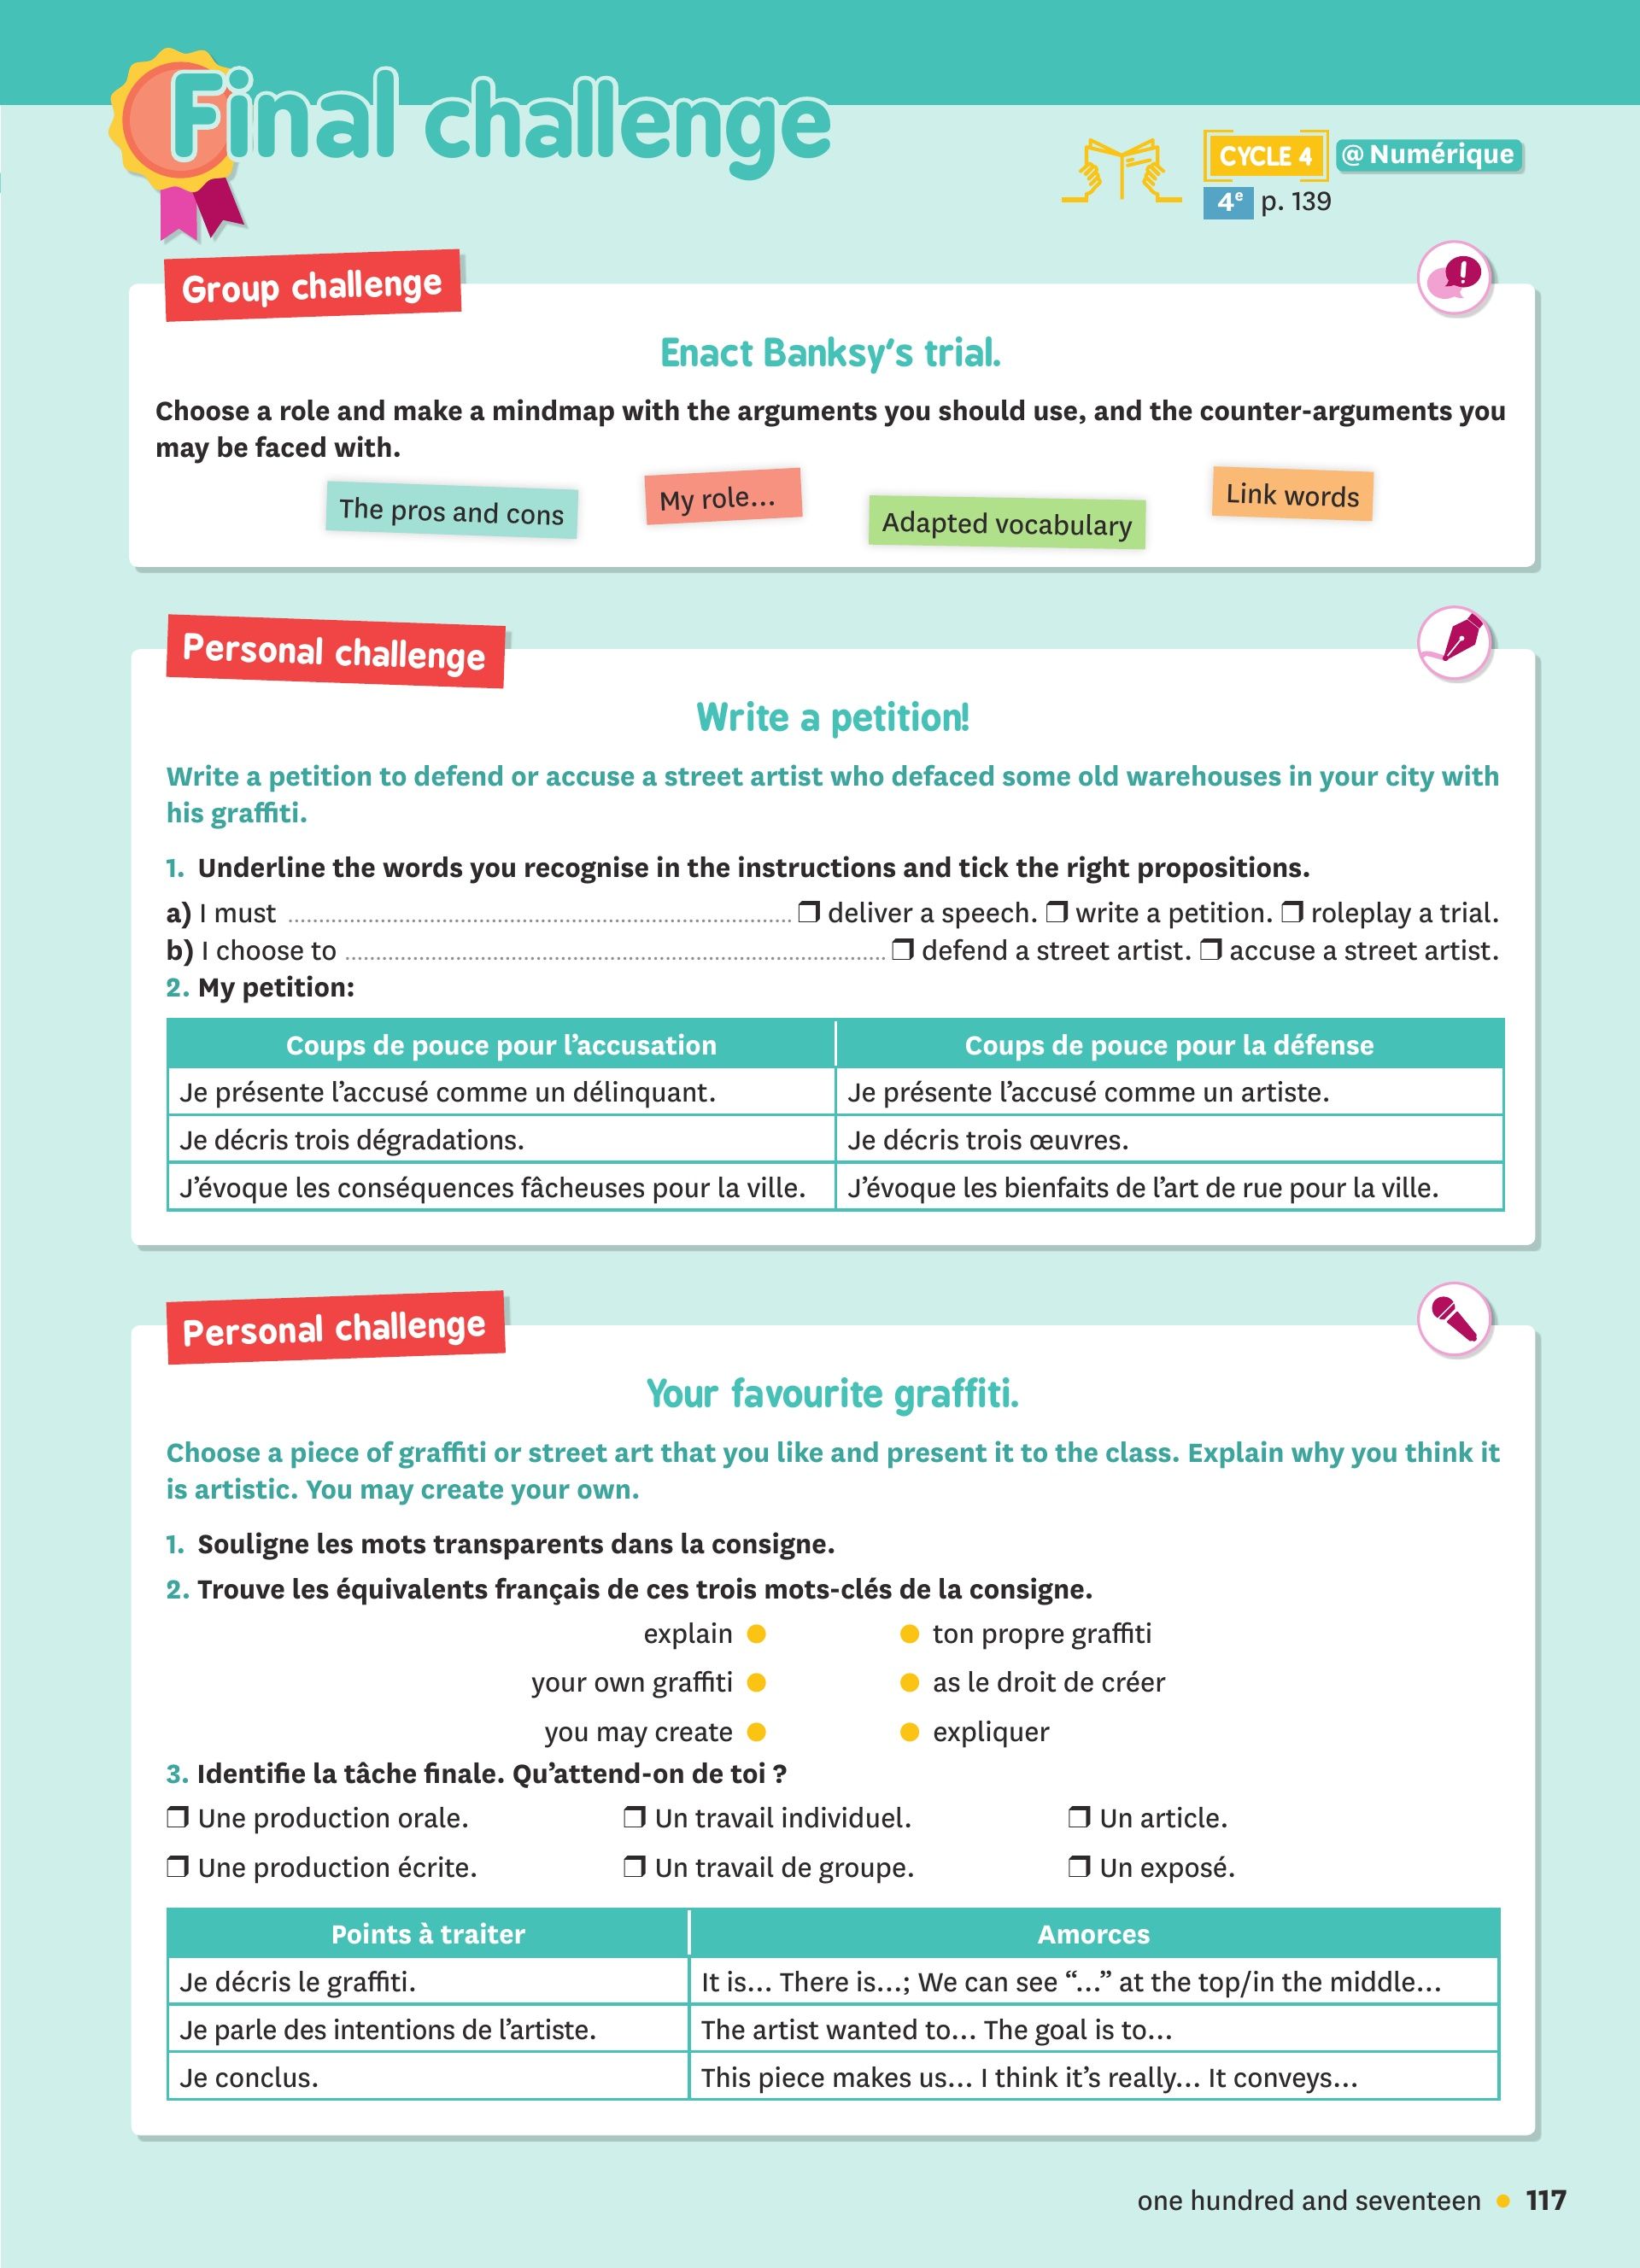 Final challenge
CYCLE 4 @ Numérique
4e p. 139
Group challenge
Enact Banksy's trial.
Choose a role and make a mindmap with the arguments you should use, and the counter-arguments you
may be faced with.
The pros and cons
My role…
Adapted vocabulary
Link words
Personal challenge
Write a petition!
Write a petition to defend or accuse a street artist who defaced some old warehouses in your city with
his graffiti.
1. Underline the words you recognise in the instructions and tick the right propositions.
a) I must ........................................ ❒ deliver a speech. ❒ write a petition. ❒ roleplay a trial.
b) I choose to ........................................ ❒ defend a street artist. ❒ accuse a street artist.
2. My petition:
Coups de pouce pour l'accusation Coups de pouce pour la défense
Je présente l'accusé comme un délinquant. Je présente l'accusé comme un artiste.
Je décris trois dégradations. Je décris trois œuvres.
J'évoque les conséquences fâcheuses pour la ville. J'évoque les bienfaits de l'art de rue pour la ville.
Personal challenge
Your favourite graffiti.
Choose a piece of graffiti or street art that you like and present it to the class. Explain why you think it
is artistic. You may create your own.
1. Souligne les mots transparents dans la consigne.
2. Trouve les équivalents français de ces trois mots-clés de la consigne.
explain ● ● ton propre graffiti
your own graffiti ● ● as le droit de créer
you may create ● ● expliquer
3. Identifie la tâche finale. Qu'attend-on de toi ?
❒ Une production orale. ❒ Un travail individuel. ❒ Un article.
❒ Une production écrite. ❒ Un travail de groupe. ❒ Un exposé.
Points à traiter Amorces
Je décris le graffiti. It is… There is…; We can see “…” at the top/in the middle…
Je parle des intentions de l'artiste. The artist wanted to… The goal is to…
Je conclus. This piece makes us… I think it's really… It conveys…
one hundred and seventeen ● 117